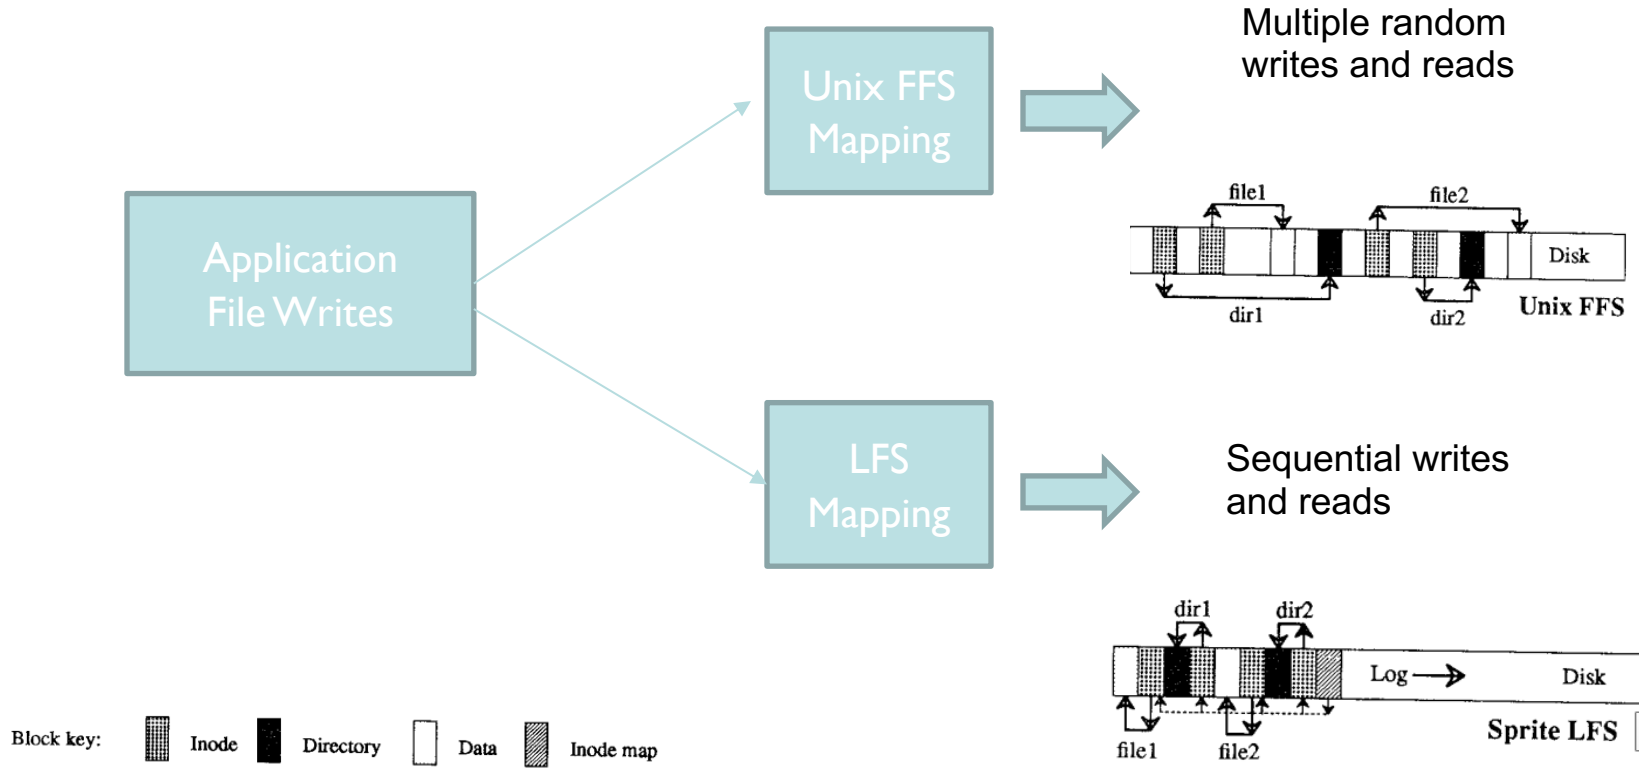 Multiple random
writes and reads
Unix FFS
Mapping
file1
file2
Disk
dir1
dir2
Unix FFS
Application
File Writes
LFS
Mapping
Sequential writes
and reads
dir1
dir2
Log
Disk
file1
file2
Sprite LFS
Block key:
Inode
Directory
Data
Inode map